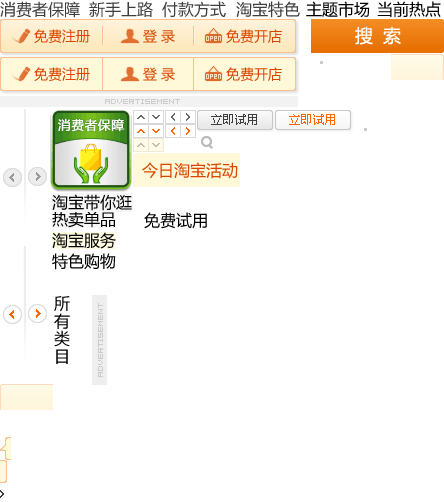 消费者保障 新手上路 付款方式 淘宝特色 主题市场 当前热点
免费注册 登 录 免费开店
搜 索
免费注册 登 录 免费开店
ADVERTISEMENT
消费者保障
立即试用 立即试用
今日淘宝活动
淘宝带你逛
热卖单品
免费试用
淘宝服务
特色购物
所有类目
ADVERTISEMENT